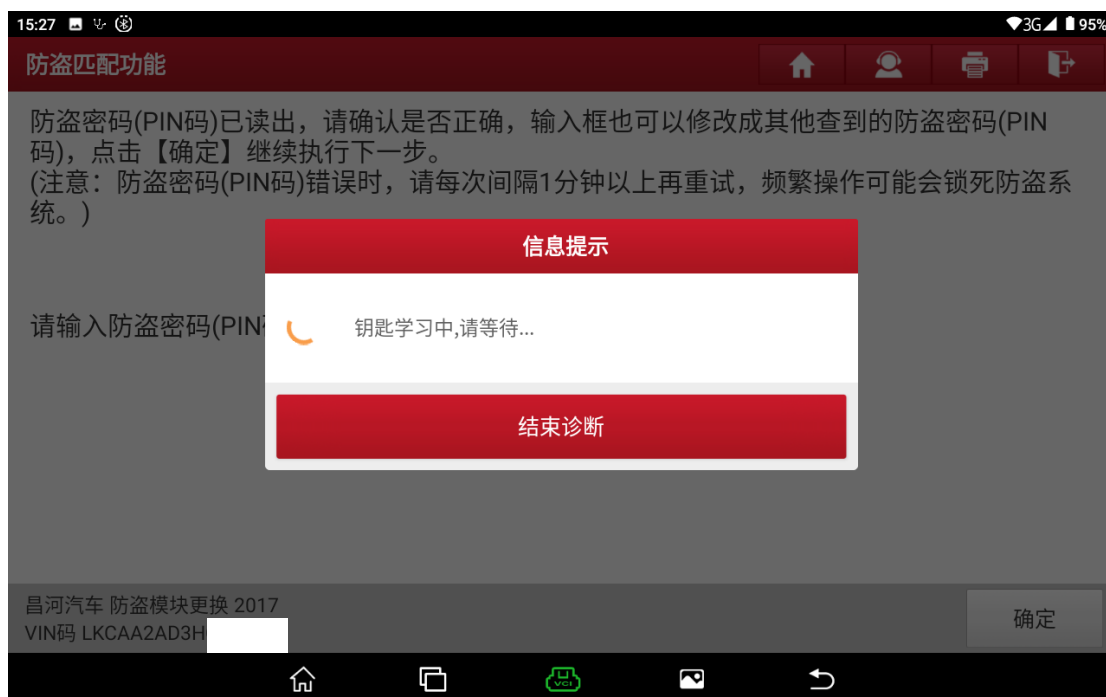 15:27 3G 95%
防盗匹配功能
防盗密码(PIN码)已读出，请确认是否正确，输入框也可以修改成其他查到的防盗密码(PIN
码)，点击【确定】继续执行下一步。
(注意：防盗密码(PIN码)错误时，请每次间隔1分钟以上再重试，频繁操作可能会锁死防盗系
统。)
信息提示
请输入防盗密码(PIN
钥匙学习中,请等待...
结束诊断
昌河汽车 防盗模块更换 2017
VIN码 LKCAA2AD3H
确定
VCI